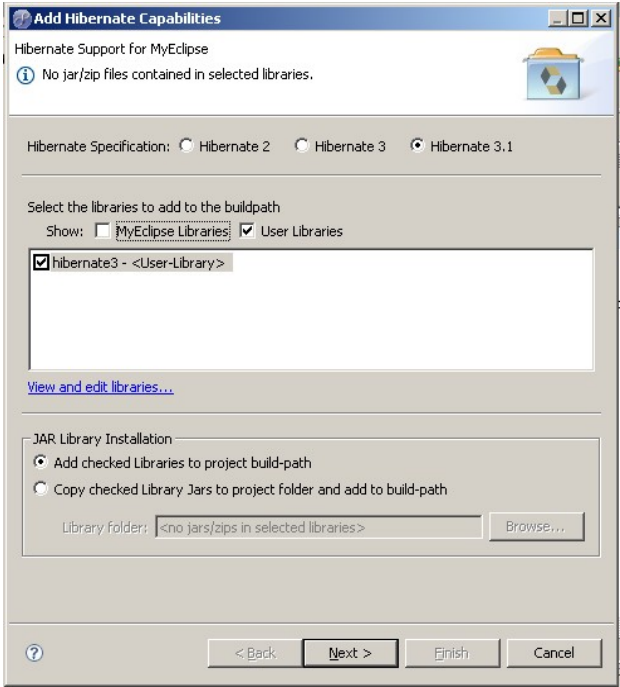 Add Hibernate Capabilities
Hibernate Support for MyEclipse
No jar/zip files contained in selected libraries.
Hibernate Specification: Hibernate 2 Hibernate 3 Hibernate 3.1
Select the libraries to add to the buildpath
Show: MyEclipse Libraries User Libraries
hibernate3 - <User-Library>
View and edit libraries...
JAR Library Installation
Add checked Libraries to project build-path
Copy checked Library Jars to project folder and add to build-path
Library folder: <no jars/zips in selected libraries> Browse...
? < Back Next > Finish Cancel